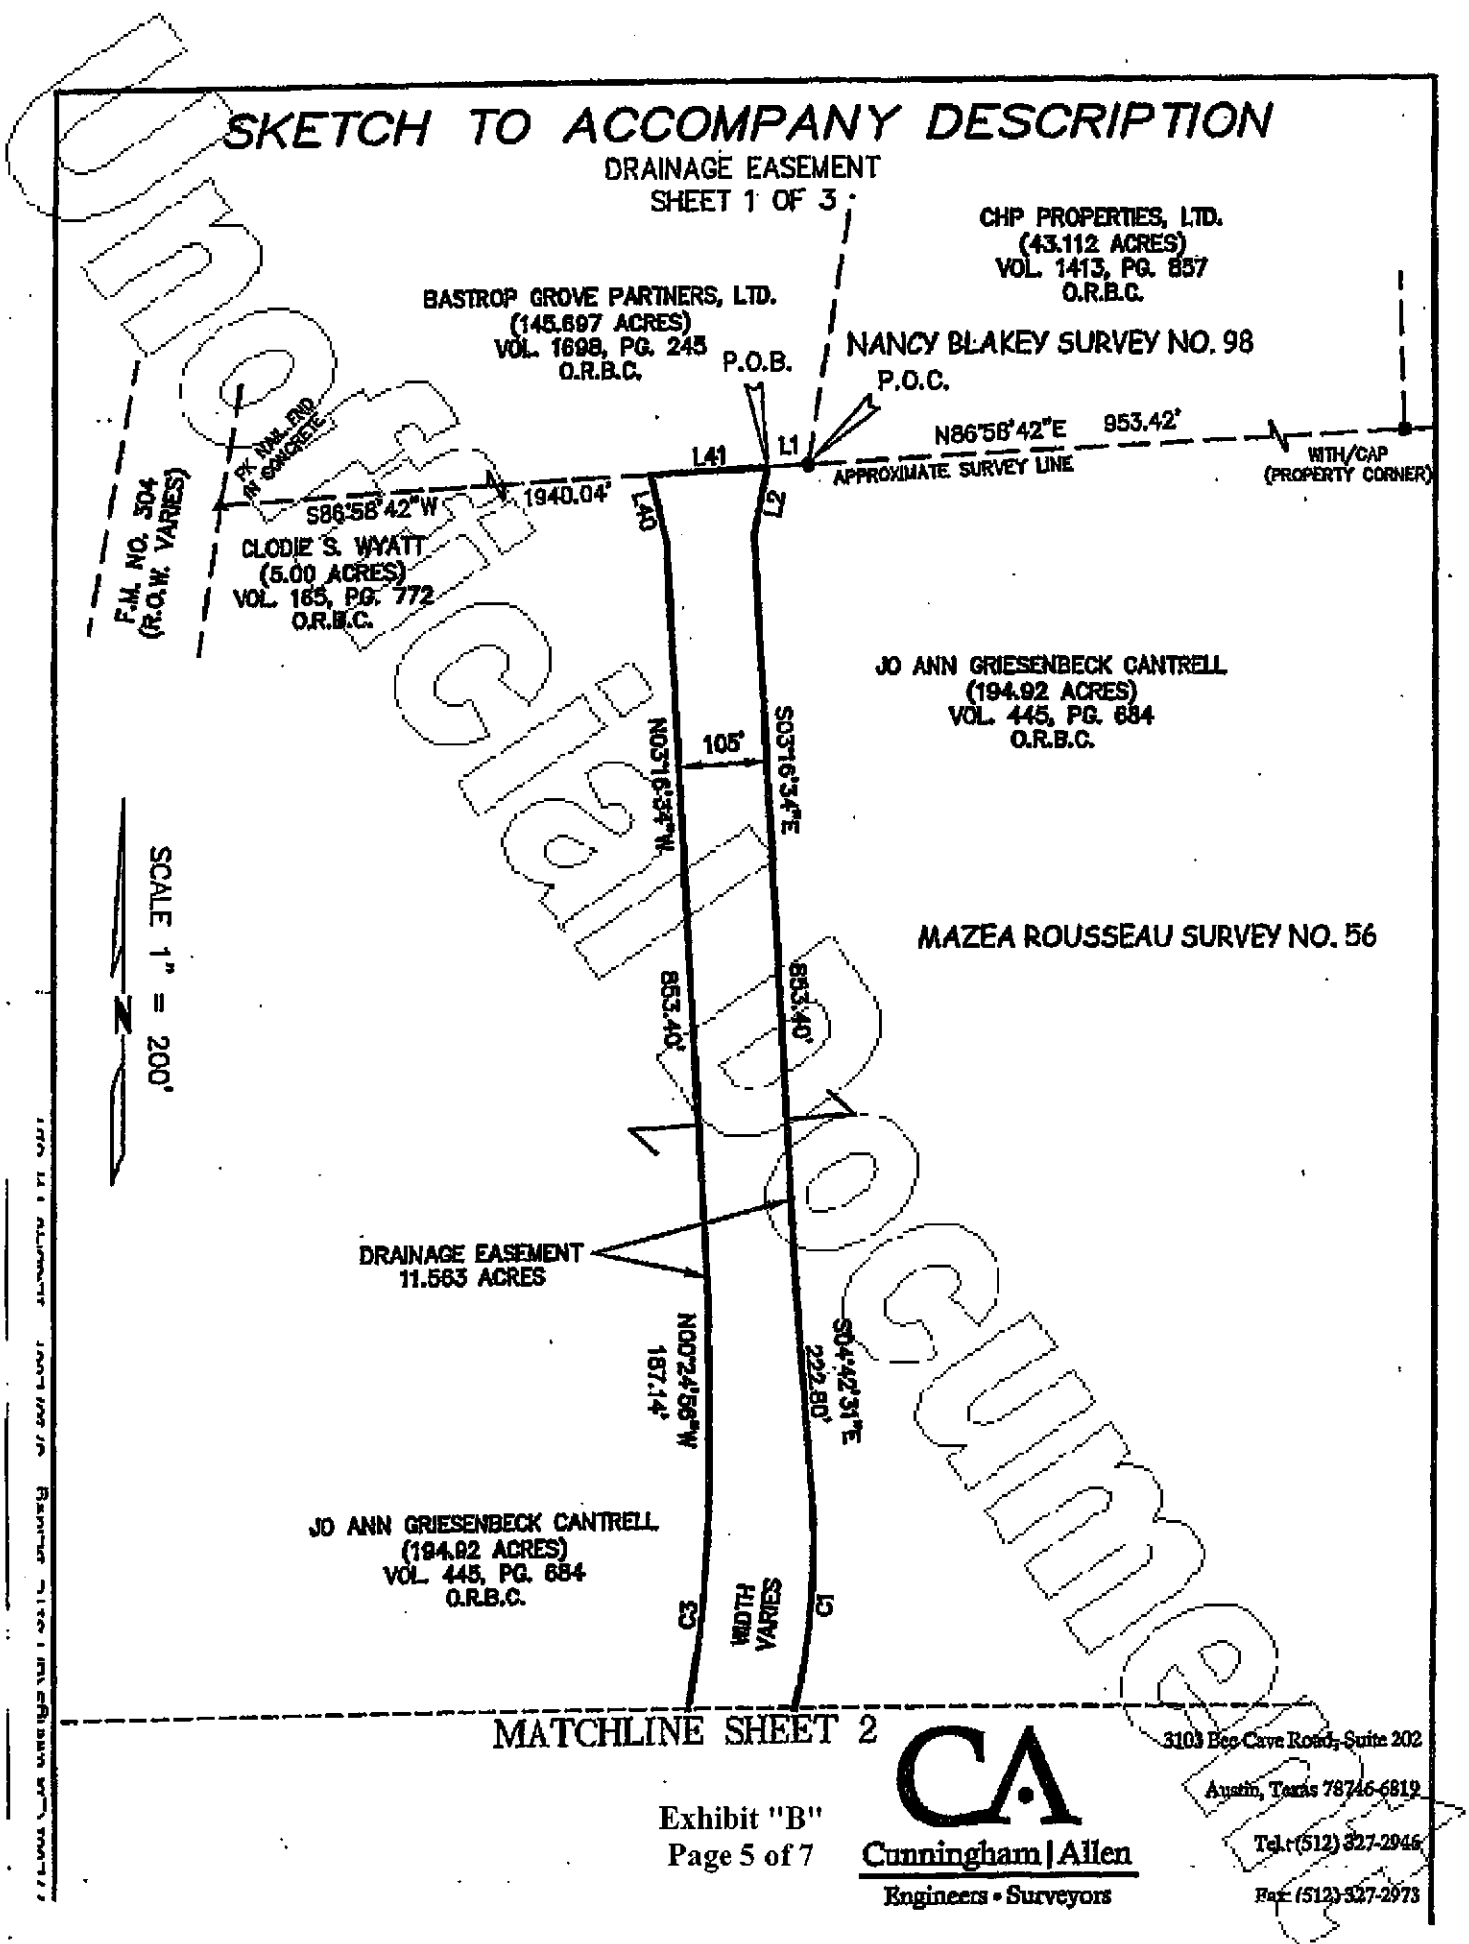 SKETCH TO ACCOMPANY DESCRIPTION
DRAINAGE EASEMENT
SHEET 1 OF 3
CHP PROPERTIES, LTD.
(43.112 ACRES)
VOL. 1413, PG. 857
O.R.B.C.
BASTROP GROVE PARTNERS, LTD.
(145.697 ACRES)
VOL. 1698, PG. 245
O.R.B.C.
P.O.B.
NANCY BLAKEY SURVEY NO. 98
P.O.C.
N86°58'42"E 953.42'
L41
L1
APPROXIMATE SURVEY LINE
WITH/CAP
(PROPERTY CORNER)
PK NAIL FND
IN CONCRETE
S86°58'42"W
1940.04'
L40
L2
F.M. NO. 304
(R.O.W. VARIES)
CLODIE S. WYATT
(5.00 ACRES)
VOL. 165, PG. 772
O.R.B.C.
JO ANN GRIESENBECK CANTRELL
(194.92 ACRES)
VOL. 445, PG. 684
O.R.B.C.
N03°16'34"W
105'
S03°16'34"E
SCALE 1" = 200'
N
MAZEA ROUSSEAU SURVEY NO. 56
853.40'
853.40'
DRAINAGE EASEMENT
11.563 ACRES
N00°24'56"W
187.14'
S04°42'31"E
222.80'
JO ANN GRIESENBECK CANTRELL
(194.92 ACRES)
VOL. 445, PG. 684
O.R.B.C.
C3
WIDTH
VARIES
C1
MATCHLINE SHEET 2
Exhibit "B"
Page 5 of 7
CA
Cunningham|Allen
Engineers • Surveyors
3103 Bee Cave Road, Suite 202
Austin, Texas 78746-6819
Tel.: (512) 327-2946
Fax: (512) 327-2973
Unofficial Document